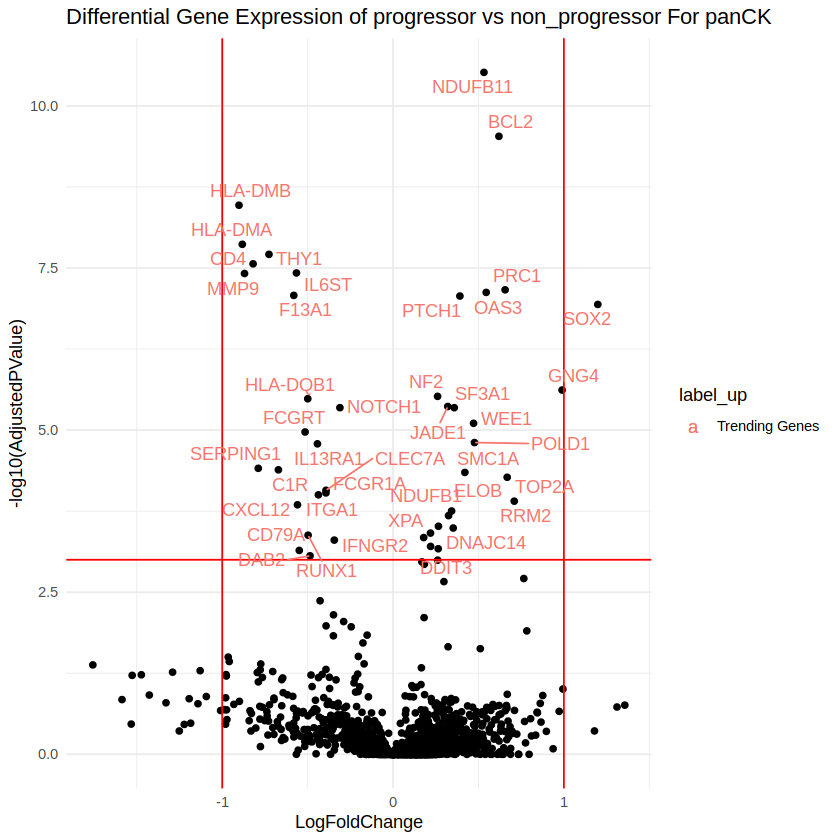 Differential Gene Expression of progressor vs non_progressor For panCK
NDUFB11
10.0
BCL2
HLA-DMB
HLA-DMA
CD4
THY1
7.5
PRC1
MMP9
IL6ST
F13A1
PTCH1
OAS3
SOX2
-log10(AdjustedPValue)
HLA-DQB1
NF2
GNG4
label_up
NOTCH1
SF3A1
FCGRT
WEE1
a Trending Genes
5.0
JADE1
POLD1
SERPING1
IL13RA1
CLEC7A
SMC1A
C1R
FCGR1A
NDUFB1
ELOB
TOP2A
CXCL12
ITGA1
RRM2
XPA
CD79A
IFNGR2
DNAJC14
DAB2
RUNX1
DDIT3
2.5
0.0
-1
0
1
LogFoldChange